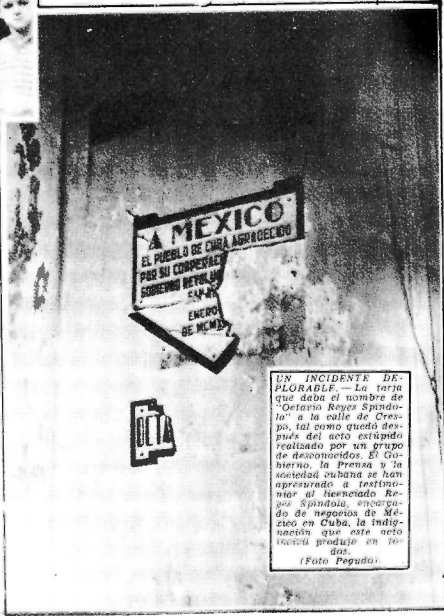 A MEXICO
EL PUEBLO DE CUBA AGRADECIDO
POR SU COOPERAC
GOBIERNO REVOLU
ENERO
DE MCM
OCTA
UN INCIDENTE DE-
PLORABLE. — La tarja
que daba el nombre de
"Octavio Reyes Spíndo-
la" a la calle de Cres-
po, tal como quedó des-
pués del acto estúpido
realizado por un grupo
de desconocidos. El Go-
bierno, la Prensa y la
sociedad cubana se han
apresurado a testimo-
niar al licenciado Re-
yes Spíndola, encarga-
do de negocios de Mé-
xico en Cuba, la indig-
nación que este acto
incivil produjo en to-
dos.
(Foto Pegudo)